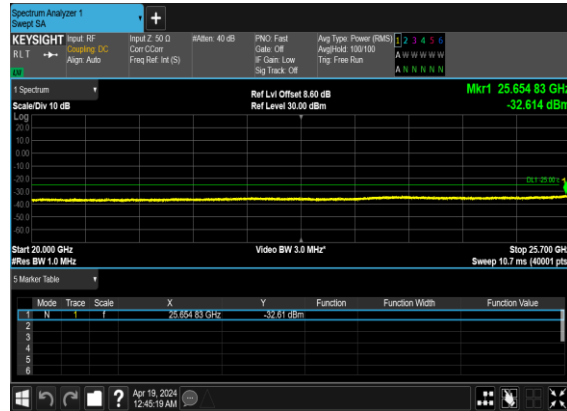 Spectrum Analyzer 1
Swept SA
+
KEYSIGHT Input: RF Input Z: 50 Ω #Atten: 40 dB PNO: Fast Avg Type: Power (RMS) 1 2 3 4 5 6
RLT Coupling: DC Corr CCorr Gate: Off Avg|Hold: 100/100 A W W W W W
Align: Auto Freq Ref: Int (S) IF Gain: Low Trig: Free Run
Sig Track: Off A N N N N N
1 Spectrum Ref Lvl Offset 8.60 dB Mkr1 25.654 83 GHz
Scale/Div 10 dB Ref Level 30.00 dBm -32.614 dBm
Log
20.0
10.0
0.00
-10.0
-20.0 DL1 -25.00
-30.0
-40.0
-50.0
-60.0
Start 20.000 GHz Video BW 3.0 MHz* Stop 25.700 GHz
#Res BW 1.0 MHz Sweep 10.7 ms (40001 pts
5 Marker Table
Mode Trace Scale X Y Function Function Width Function Value
1 N 1 f 25.654 83 GHz -32.61 dBm
2
3
4
5
6
? Apr 19, 2024
12:45:19 AM